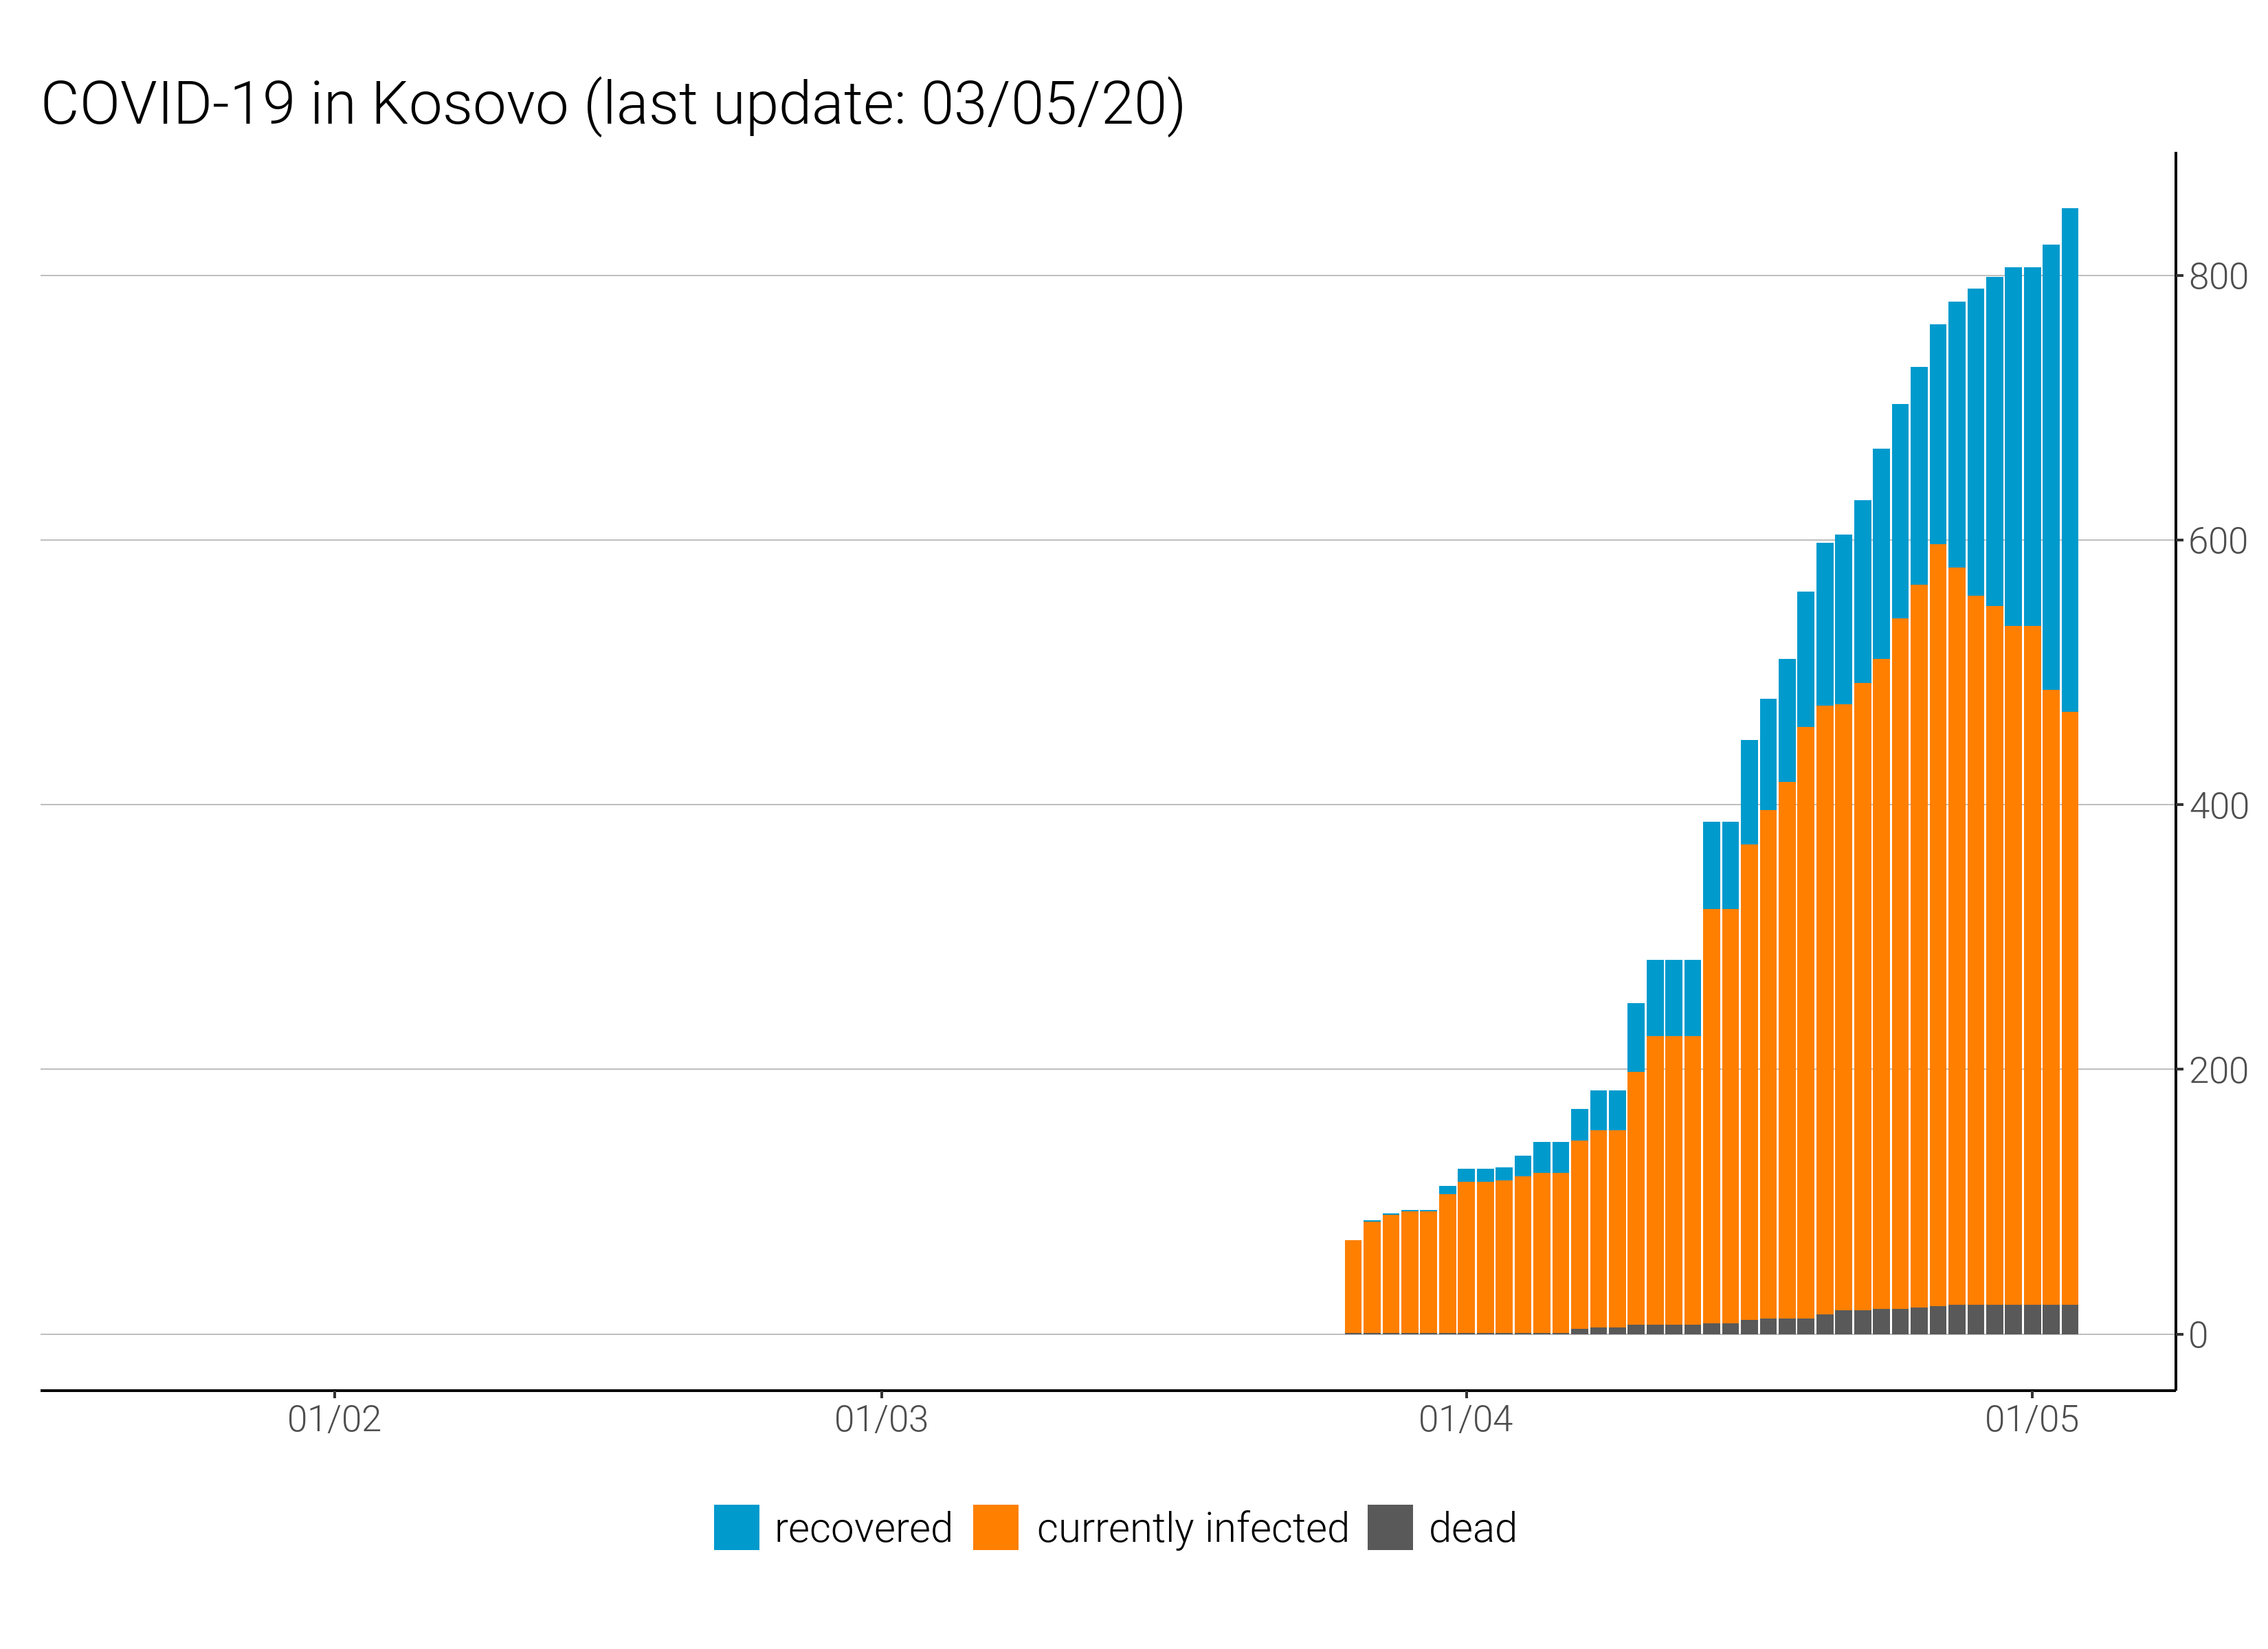 COVID-19 in Kosovo (last update: 03/05/20)
800
600
400
200
0
01/02 01/03 01/04 01/05
recovered currently infected dead